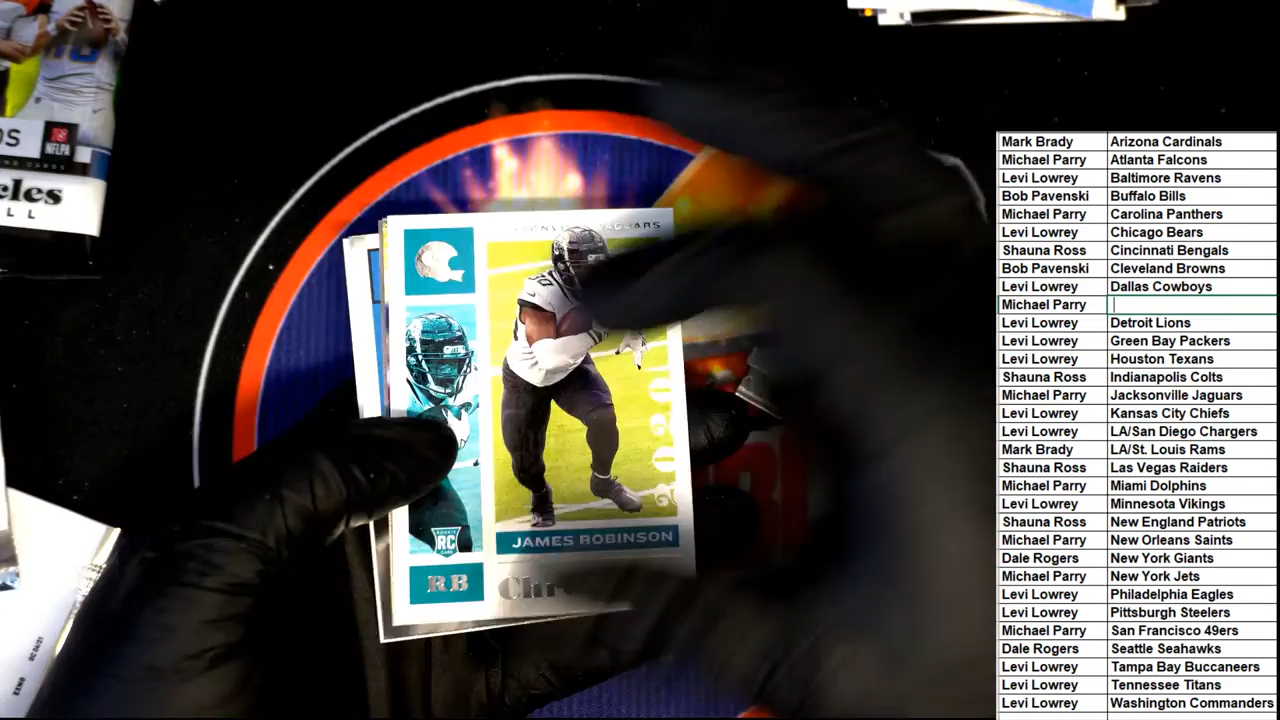 NFLPA
JAGUARS
2020
ROOKIE
RC
JAMES ROBINSON
RB
Chr
Mark Brady Arizona Cardinals
Michael Parry Atlanta Falcons
Levi Lowrey Baltimore Ravens
Bob Pavenski Buffalo Bills
Michael Parry Carolina Panthers
Levi Lowrey Chicago Bears
Shauna Ross Cincinnati Bengals
Bob Pavenski Cleveland Browns
Levi Lowrey Dallas Cowboys
Michael Parry
Levi Lowrey Detroit Lions
Levi Lowrey Green Bay Packers
Levi Lowrey Houston Texans
Shauna Ross Indianapolis Colts
Michael Parry Jacksonville Jaguars
Levi Lowrey Kansas City Chiefs
Levi Lowrey LA/San Diego Chargers
Mark Brady LA/St. Louis Rams
Shauna Ross Las Vegas Raiders
Michael Parry Miami Dolphins
Levi Lowrey Minnesota Vikings
Shauna Ross New England Patriots
Michael Parry New Orleans Saints
Dale Rogers New York Giants
Michael Parry New York Jets
Levi Lowrey Philadelphia Eagles
Levi Lowrey Pittsburgh Steelers
Michael Parry San Francisco 49ers
Dale Rogers Seattle Seahawks
Levi Lowrey Tampa Bay Buccaneers
Levi Lowrey Tennessee Titans
Levi Lowrey Washington Commanders